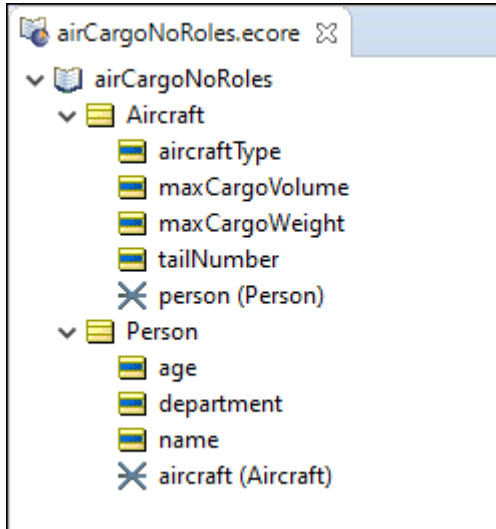 airCargoNoRoles.ecore
airCargoNoRoles
Aircraft
aircraftType
maxCargoVolume
maxCargoWeight
tailNumber
person (Person)
Person
age
department
name
aircraft (Aircraft)